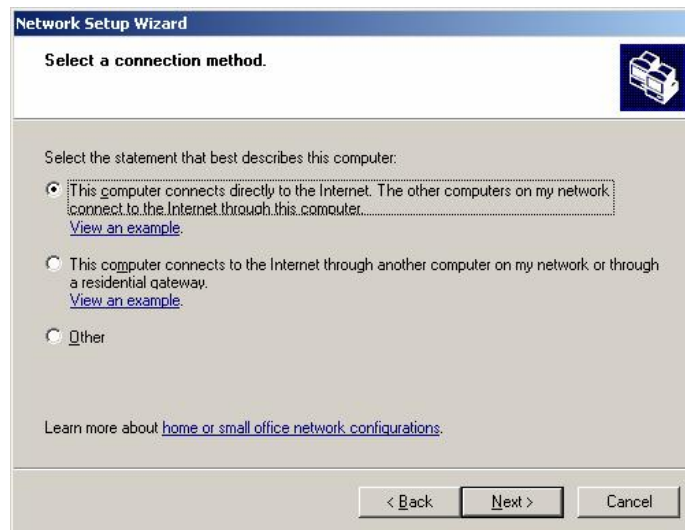 Network Setup Wizard
Select a connection method.
Select the statement that best describes this computer:
This computer connects directly to the Internet. The other computers on my network
connect to the Internet through this computer.
View an example.
This computer connects to the Internet through another computer on my network or through
a residential gateway.
View an example.
Other
Learn more about home or small office network configurations.
< Back Next > Cancel